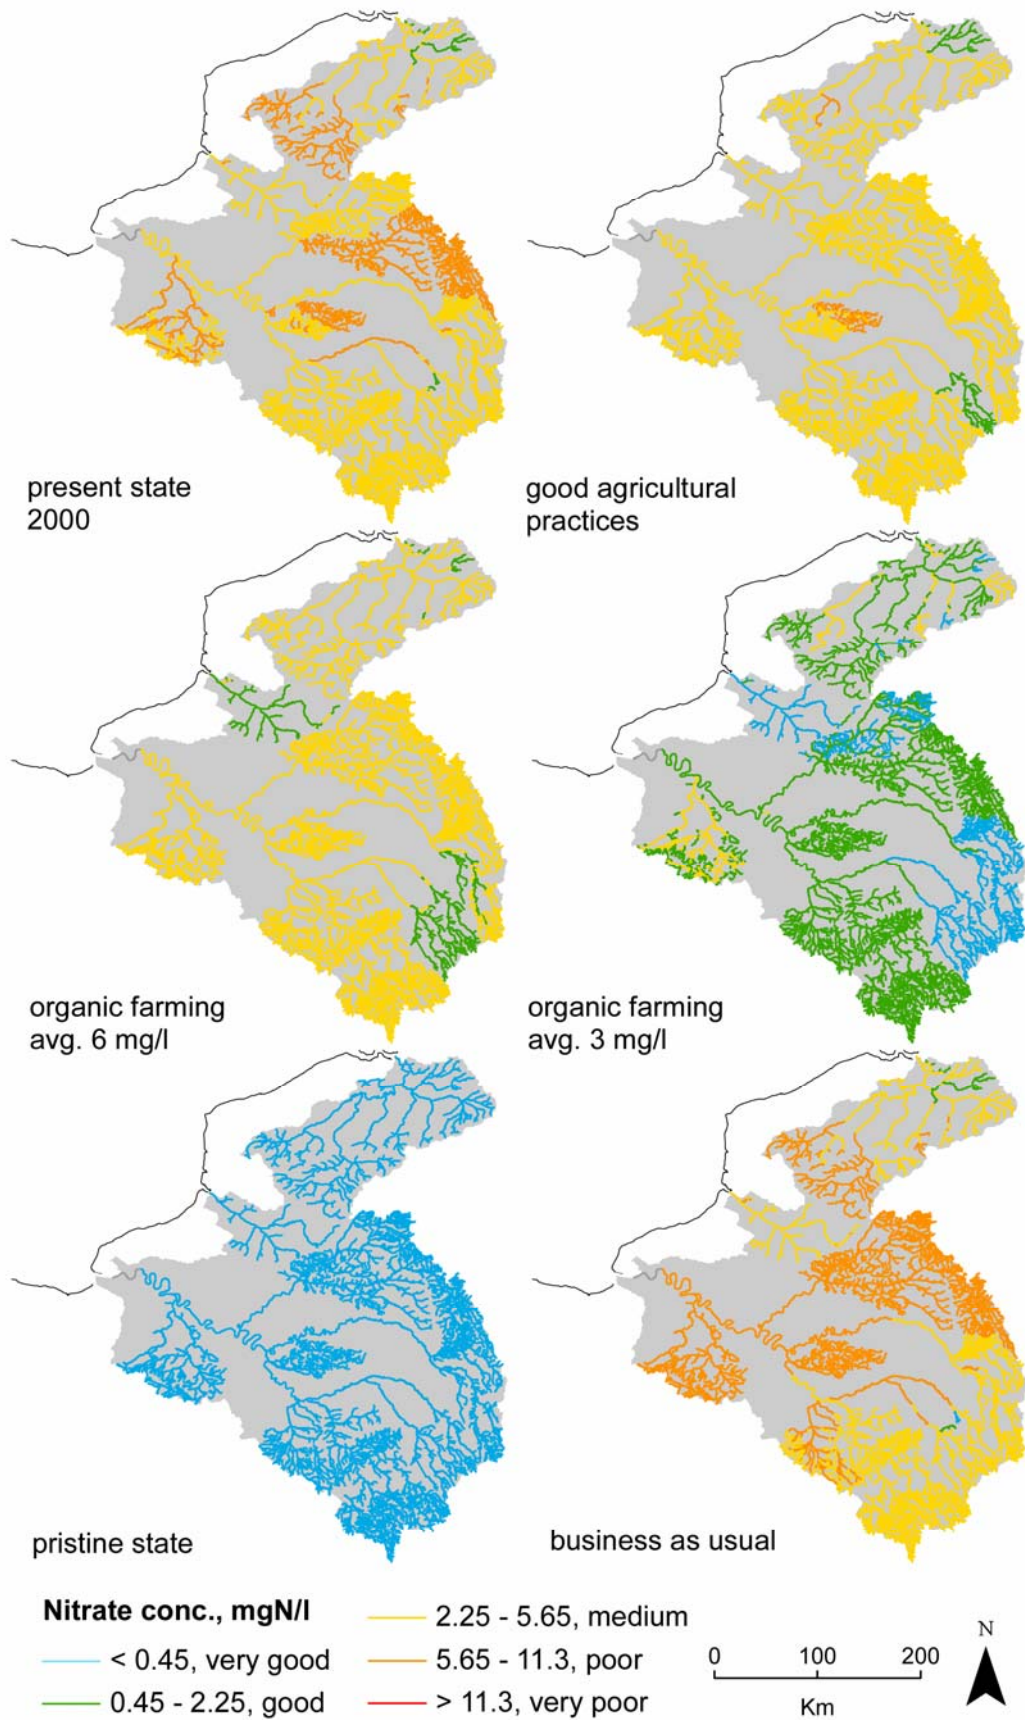 present state
2000
good agricultural
practices
organic farming
avg. 6 mg/l
organic farming
avg. 3 mg/l
pristine state
business as usual
Nitrate conc., mgN/l
< 0.45, very good
0.45 - 2.25, good
2.25 - 5.65, medium
5.65 - 11.3, poor
> 11.3, very poor
0 100 200
Km
N